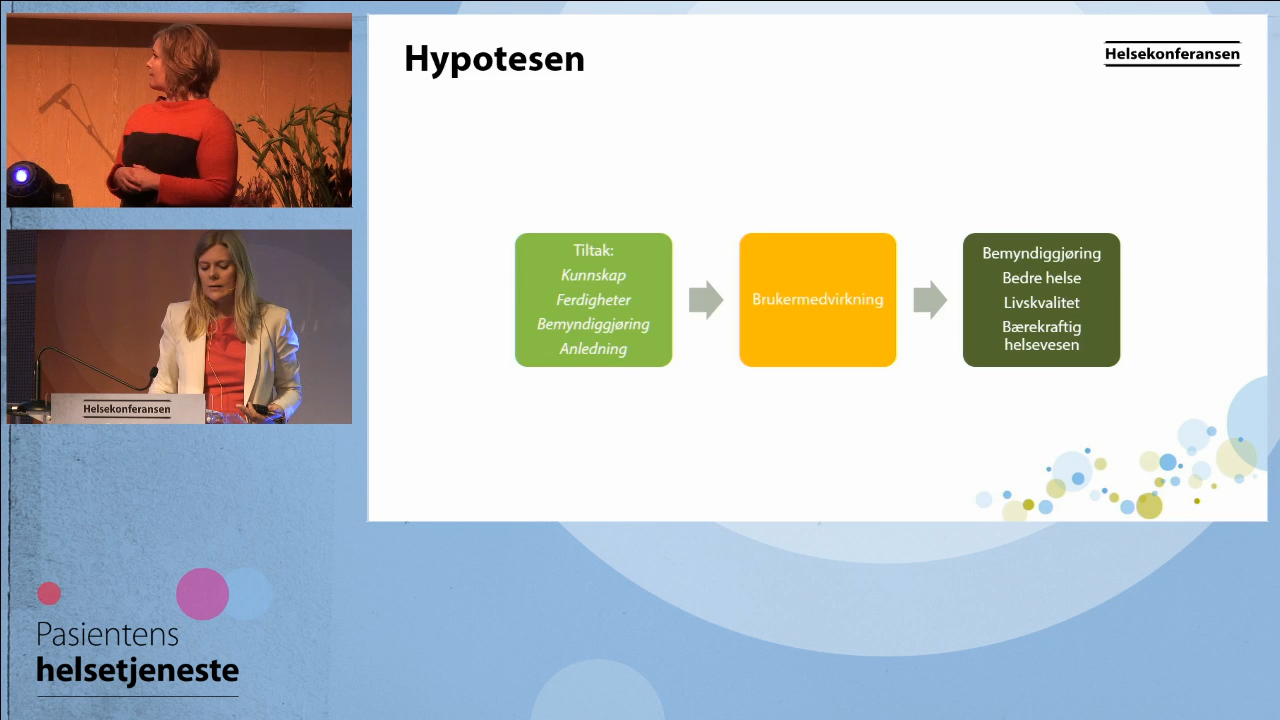 Hypotesen
Helsekonferansen
Tiltak:
Kunnskap
Ferdigheter
Bemyndiggjøring
Anledning
Brukermedvirkning
Bemyndiggjøring
Bedre helse
Livskvalitet
Bærekraftig
helsevesen
Helsekonferansen
Pasientens
helsetjeneste